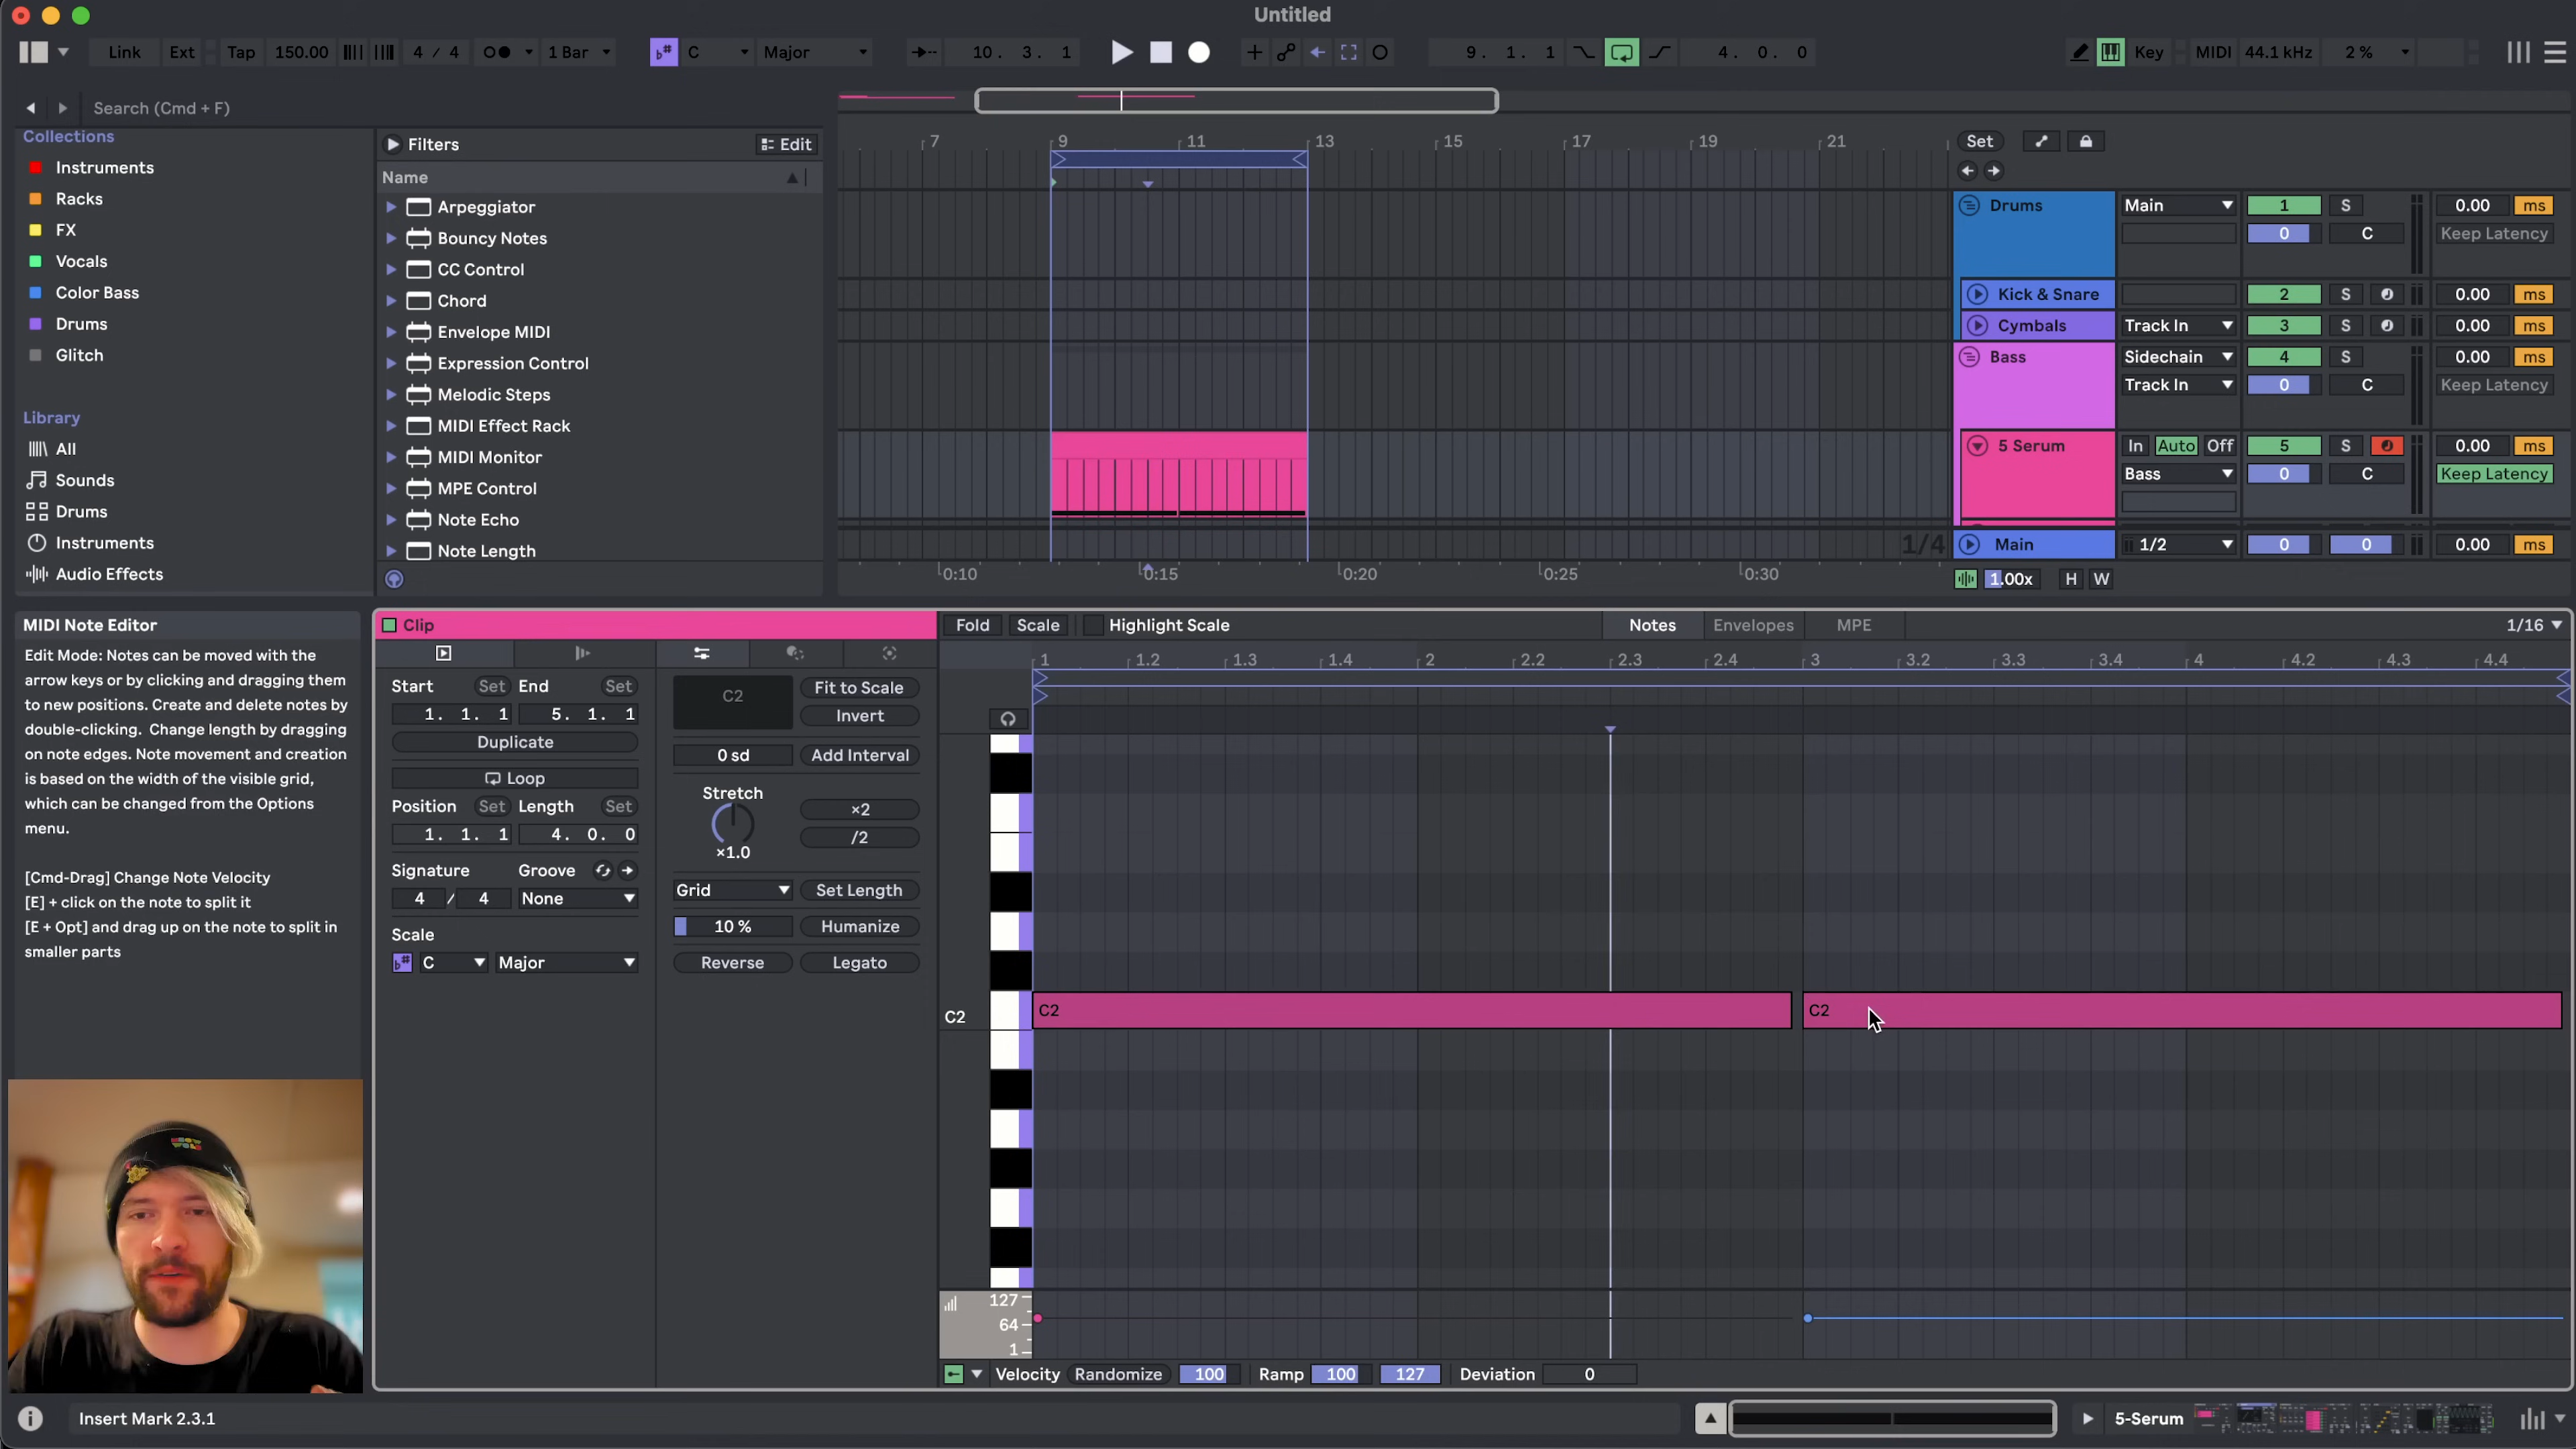 Untitled
Link Ext Tap 150.00 4 / 4 1 Bar C Major 10. 3. 1 9. 1. 1 4. 0. 0 Key MIDI 44.1 kHz 2 %
Search (Cmd + F)
Collections
Instruments
Racks
FX
Vocals
Color Bass
Drums
Glitch
Library
All
Sounds
Drums
Instruments
Audio Effects
Filters Edit
Name
Arpeggiator
Bouncy Notes
CC Control
Chord
Envelope MIDI
Expression Control
Melodic Steps
MIDI Effect Rack
MIDI Monitor
MPE Control
Note Echo
Note Length
7 9 11 13 15 17 19 21
1/4
0:10 0:15 0:20 0:25 0:30
Set
Drums Main 1 S 0.00 ms
0 C Keep Latency
Kick & Snare 2 S 0.00 ms
Cymbals Track In 3 S 0.00 ms
Bass Sidechain 4 S 0.00 ms
Track In 0 C Keep Latency
5 Serum In Auto Off 5 S 0.00 ms
Bass 0 C Keep Latency
Main 1/2 0 0 0.00 ms
1.00x H W
MIDI Note Editor
Edit Mode: Notes can be moved with the
arrow keys or by clicking and dragging them
to new positions. Create and delete notes by
double-clicking. Change length by dragging
on note edges. Note movement and creation
is based on the width of the visible grid,
which can be changed from the Options
menu.
[Cmd-Drag] Change Note Velocity
[E] + click on the note to split it
[E + Opt] and drag up on the note to split in
smaller parts
Clip
Start Set End Set
1. 1. 1 5. 1. 1
Duplicate
Loop
Position Set Length Set
1. 1. 1 4. 0. 0
Signature Groove
4 / 4 None
Scale
C Major
C2 Fit to Scale
Invert
0 sd Add Interval
Stretch
×2
/2
×1.0
Grid Set Length
10 % Humanize
Reverse Legato
Fold Scale Highlight Scale Notes Envelopes MPE 1/16
1 1.2 1.3 1.4 2 2.2 2.3 2.4 3 3.2 3.3 3.4 4 4.2 4.3 4.4
C2 C2 C2
127
64
1
Velocity Randomize 100 Ramp 100 127 Deviation 0
Insert Mark 2.3.1 5-Serum